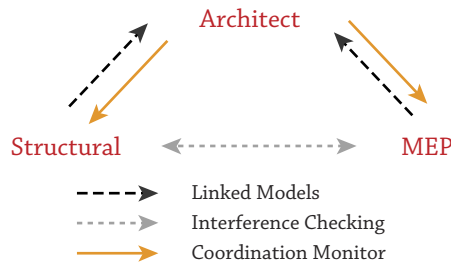 Architect
Structural
MEP
Linked Models
Interference Checking
Coordination Monitor